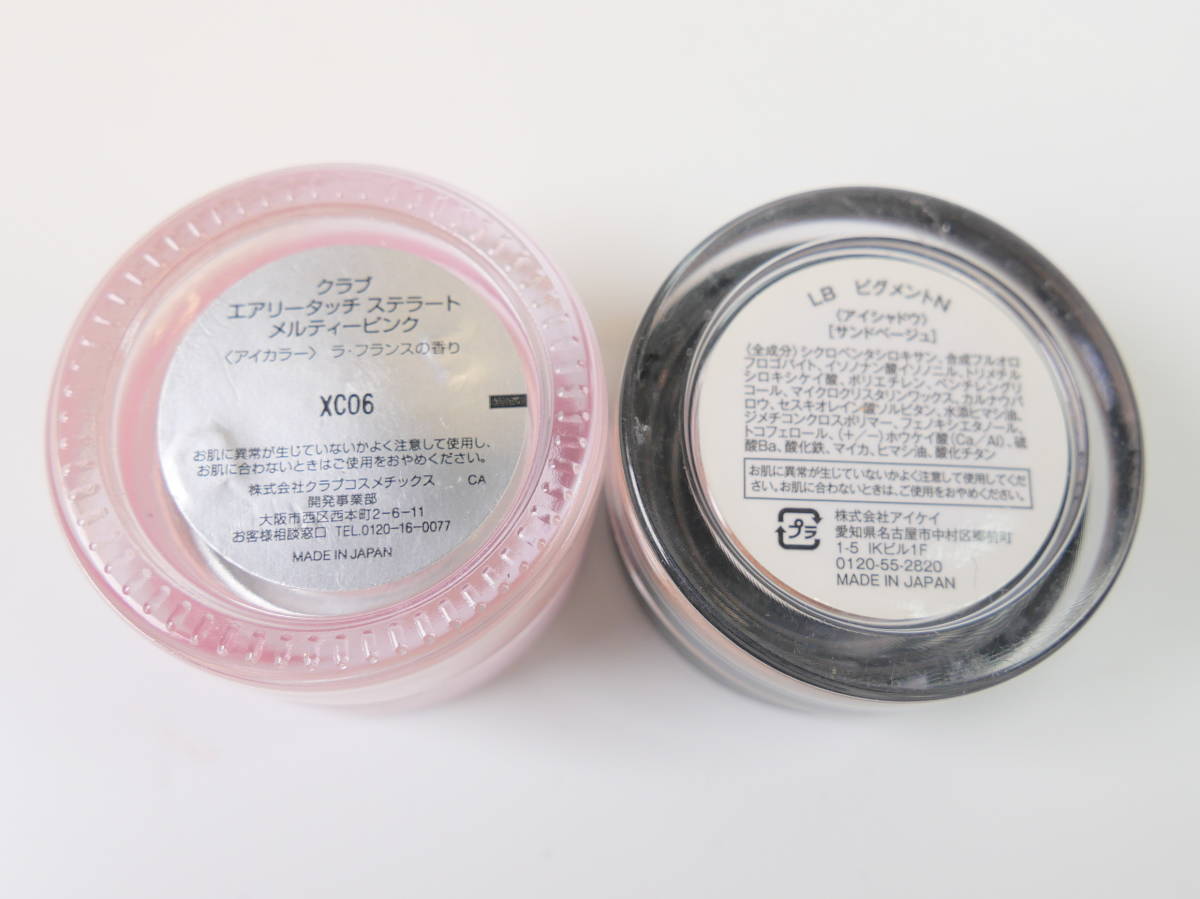 クラブ
エアリータッチ ステラート
メルティーピンク
〈アイカラー〉 ラ・フランスの香り
XC06
お肌に異常が生じていないかよく注意して使用し、
お肌に合わないときはご使用をおやめください。
株式会社クラブコスメチックス CA
開発事業部
大阪市西区西本町2-6-11
お客様相談窓口 TEL.0120-16-0077
MADE IN JAPAN
LB ピグメントN
〈アイシャドウ〉
[サンドベージュ]
〈全成分〉シクロペンタシロキサン、合成フルオロ
フロゴパイト、イソノナン酸イソノニル、トリメチル
シロキシケイ酸、ポリエチレン、ペンチレングリ
コール、マイクロクリスタリンワックス、カルナウバ
ロウ、セスキオレイン酸ソルビタン、水添ヒマシ油、
ジメチコンクロスポリマー、フェノキシエタノール、
トコフェロール、(+/-)ホウケイ酸(Ca/Al)、硫
酸Ba、酸化鉄、マイカ、ヒマシ油、酸化チタン
お肌に異常が生じていないかよく注意して使用してくだ
さい。お肌に合わないときは、ご使用をおやめください。
プラ
株式会社アイケイ
愛知県名古屋市中村区郷前町
1-5 IKビル1F
0120-55-2820
MADE IN JAPAN